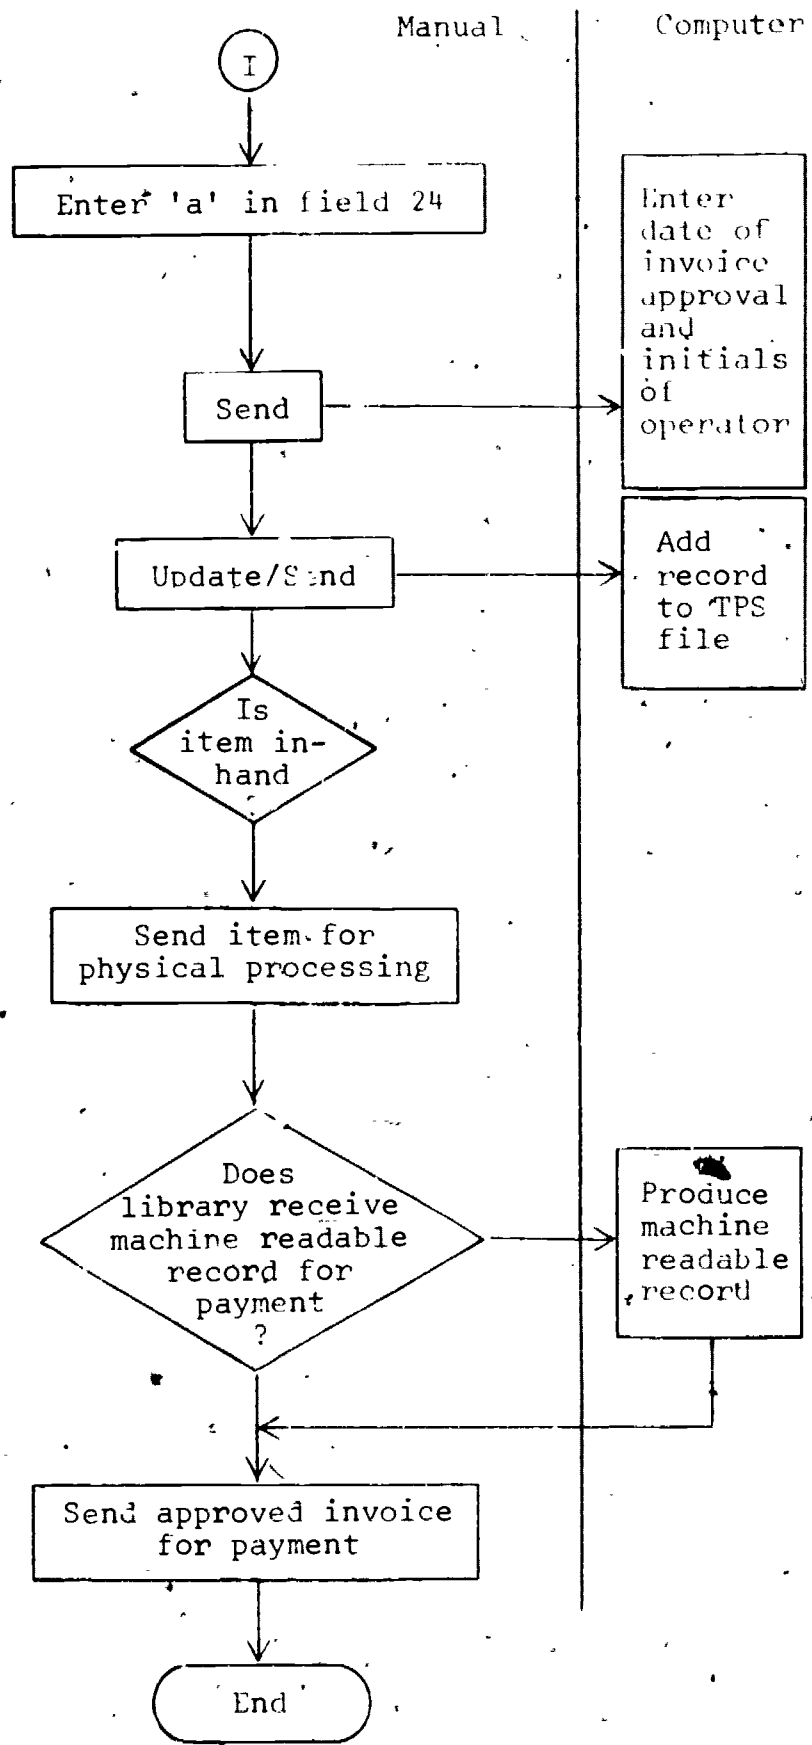 Manual
Computer
I
Enter 'a' in field 24
Enter
date of
invoice
approval
and
initials
of
operator
Send
Update/Send
Add
record
to TPS
file
Is
item in-
hand
?
Send item for
physical processing
Does
library receive
machine readable
record for
payment
?
Produce
machine
readable
record
Send approved invoice
for payment
End